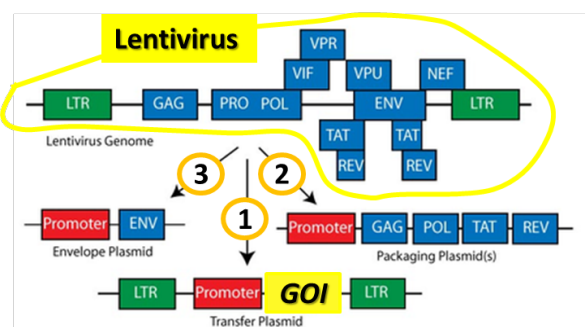 Lentivirus
VPR
VIF VPU NEF
LTR GAG PRO POL ENV LTR
TAT TAT
REV REV
Lentivirus Genome
3 2
1
Promoter ENV
Envelope Plasmid
Promoter GAG POL TAT REV
Packaging Plasmid(s)
LTR Promoter GOI LTR
Transfer Plasmid